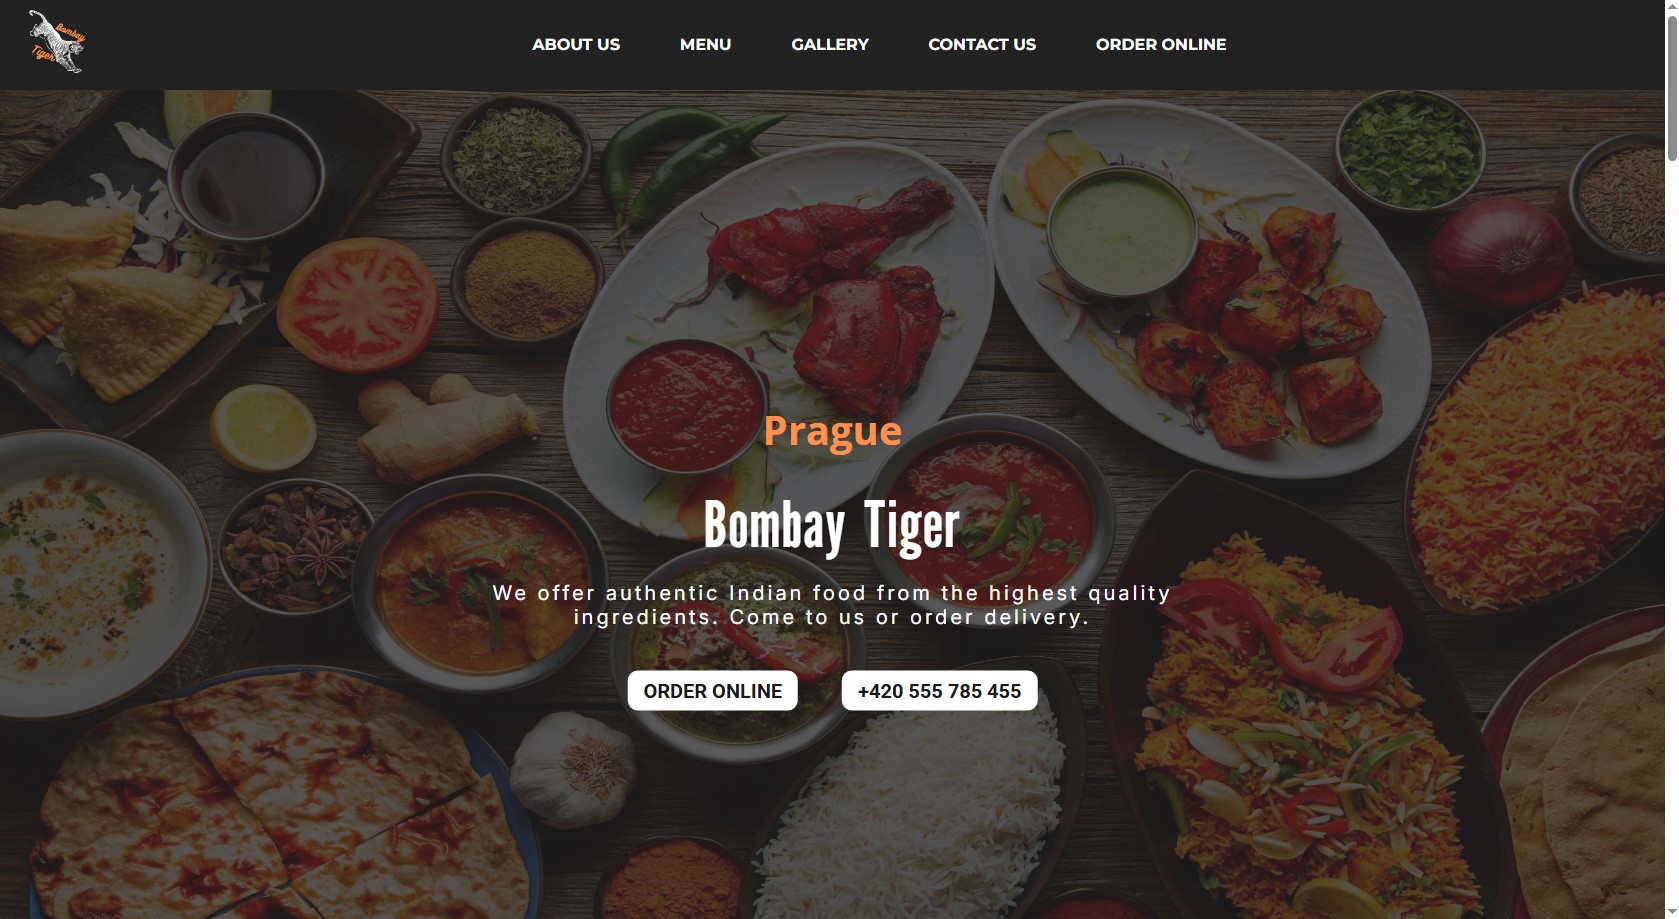 Bombay
Tiger
ABOUT US
MENU
GALLERY
CONTACT US
ORDER ONLINE
Prague
Bombay Tiger
We offer authentic Indian food from the highest quality
ingredients. Come to us or order delivery.
ORDER ONLINE
+420 555 785 455